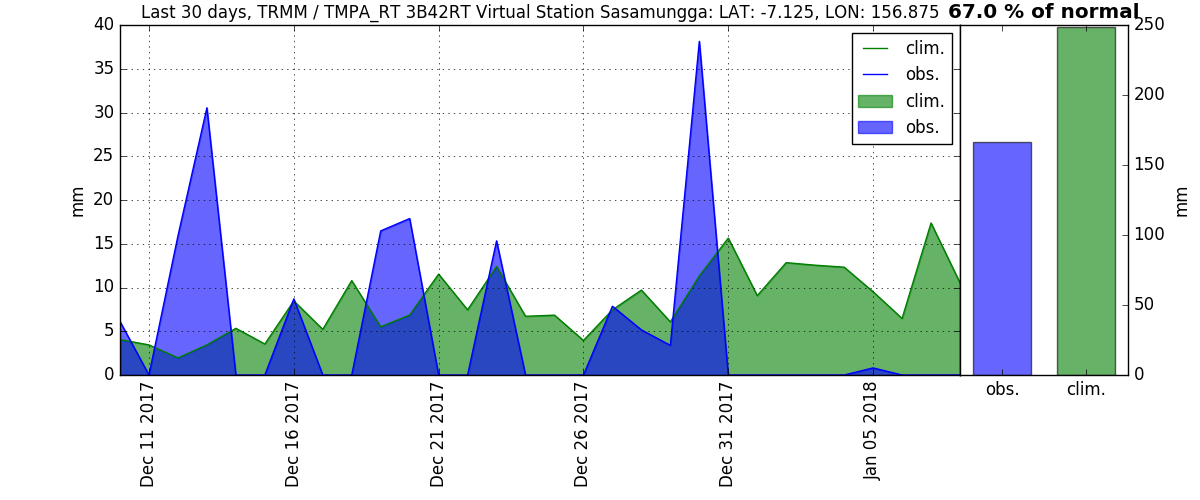 Last 30 days, TRMM / TMPA_RT 3B42RT Virtual Station Sasamungga: LAT: -7.125, LON: 156.875
67.0 % of normal
clim.
obs.
clim.
obs.
mm
40
35
30
25
20
15
10
5
0
Dec 11 2017
Dec 16 2017
Dec 21 2017
Dec 26 2017
Dec 31 2017
Jan 05 2018
obs.
clim.
250
200
150
100
50
0
mm